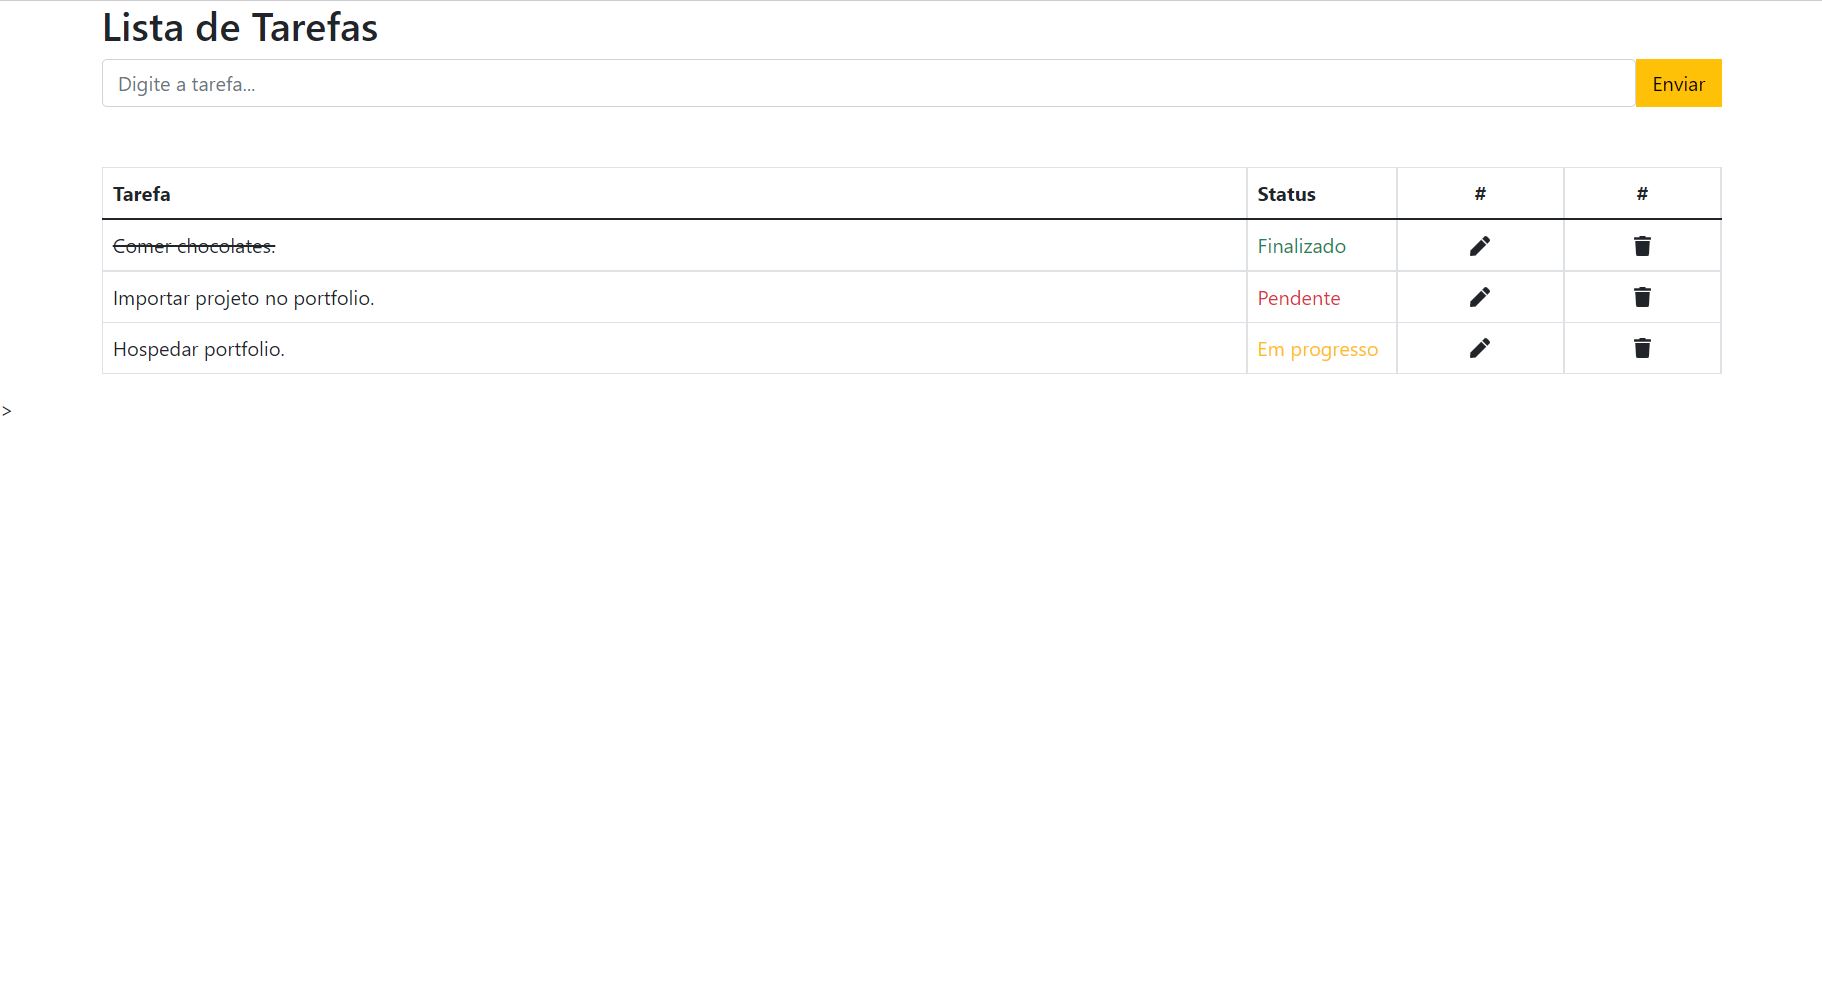 Lista de Tarefas
Digite a tarefa...
Enviar
Tarefa Status # #
Comer chocolates. Finalizado
Importar projeto no portfolio. Pendente
Hospedar portfolio. Em progresso
>